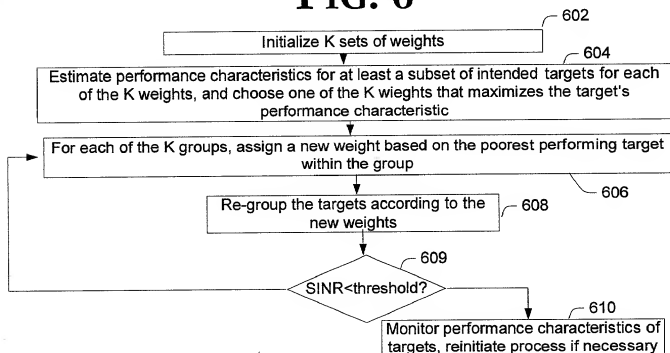 FIG. 6
602
Initialize K sets of weights
604
Estimate performance characteristics for at least a subset of intended targets for each
of the K weights, and choose one of the K wieghts that maximizes the target's
performance characteristic
For each of the K groups, assign a new weight based on the poorest performing target
within the group
606
Re-group the targets according to the
new weights
608
609
SINR<threshold?
610
Monitor performance characteristics of
targets, reinitiate process if necessary